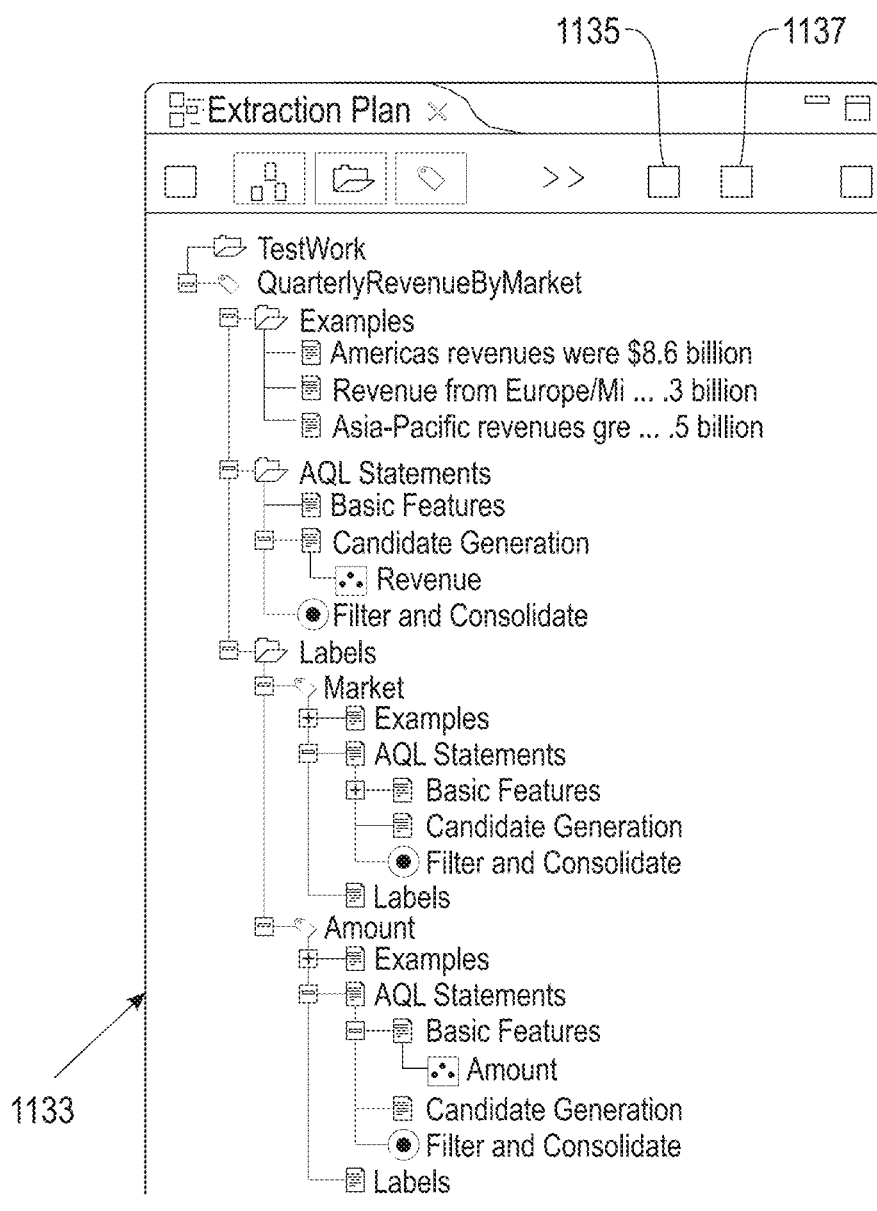 1135 1137
Extraction Plan
>>
TestWork
QuarterlyRevenueByMarket
Examples
Americas revenues were $8.6 billion
Revenue from Europe/Mi ... .3 billion
Asia-Pacific revenues gre ... .5 billion
AQL Statements
Basic Features
Candidate Generation
Revenue
Filter and Consolidate
Labels
Market
Examples
AQL Statements
Basic Features
Candidate Generation
Filter and Consolidate
Labels
Amount
Examples
AQL Statements
Basic Features
Amount
1133
Candidate Generation
Filter and Consolidate
Labels